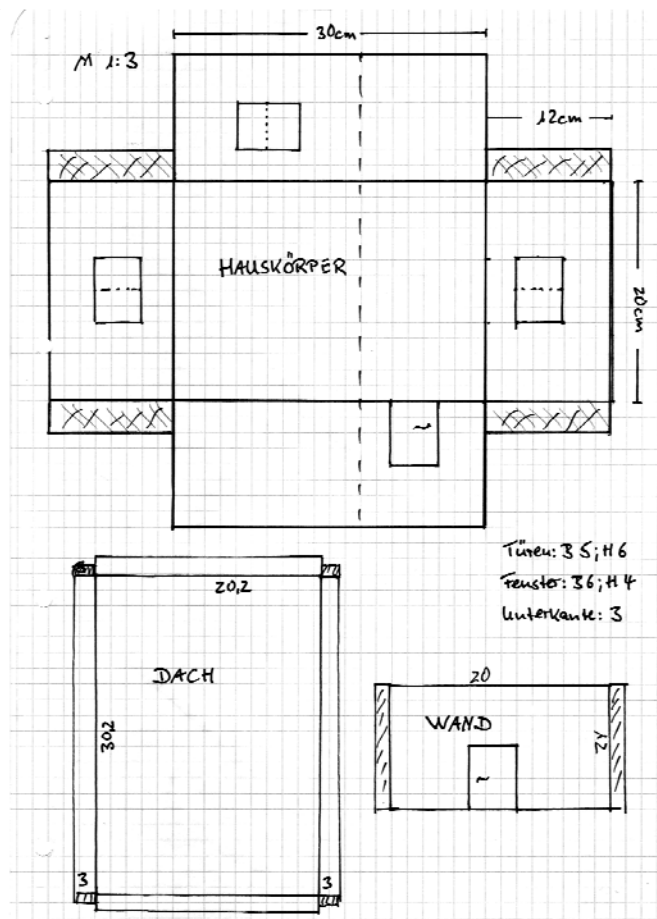 30cm
M 1:3
12cm
HAUSKÖRPER
20cm
Türen: B 5; H 6
Fenster: B 6; H 4
Unterkante: 3
20,2
DACH
30,2
20
WAND
12
3
3